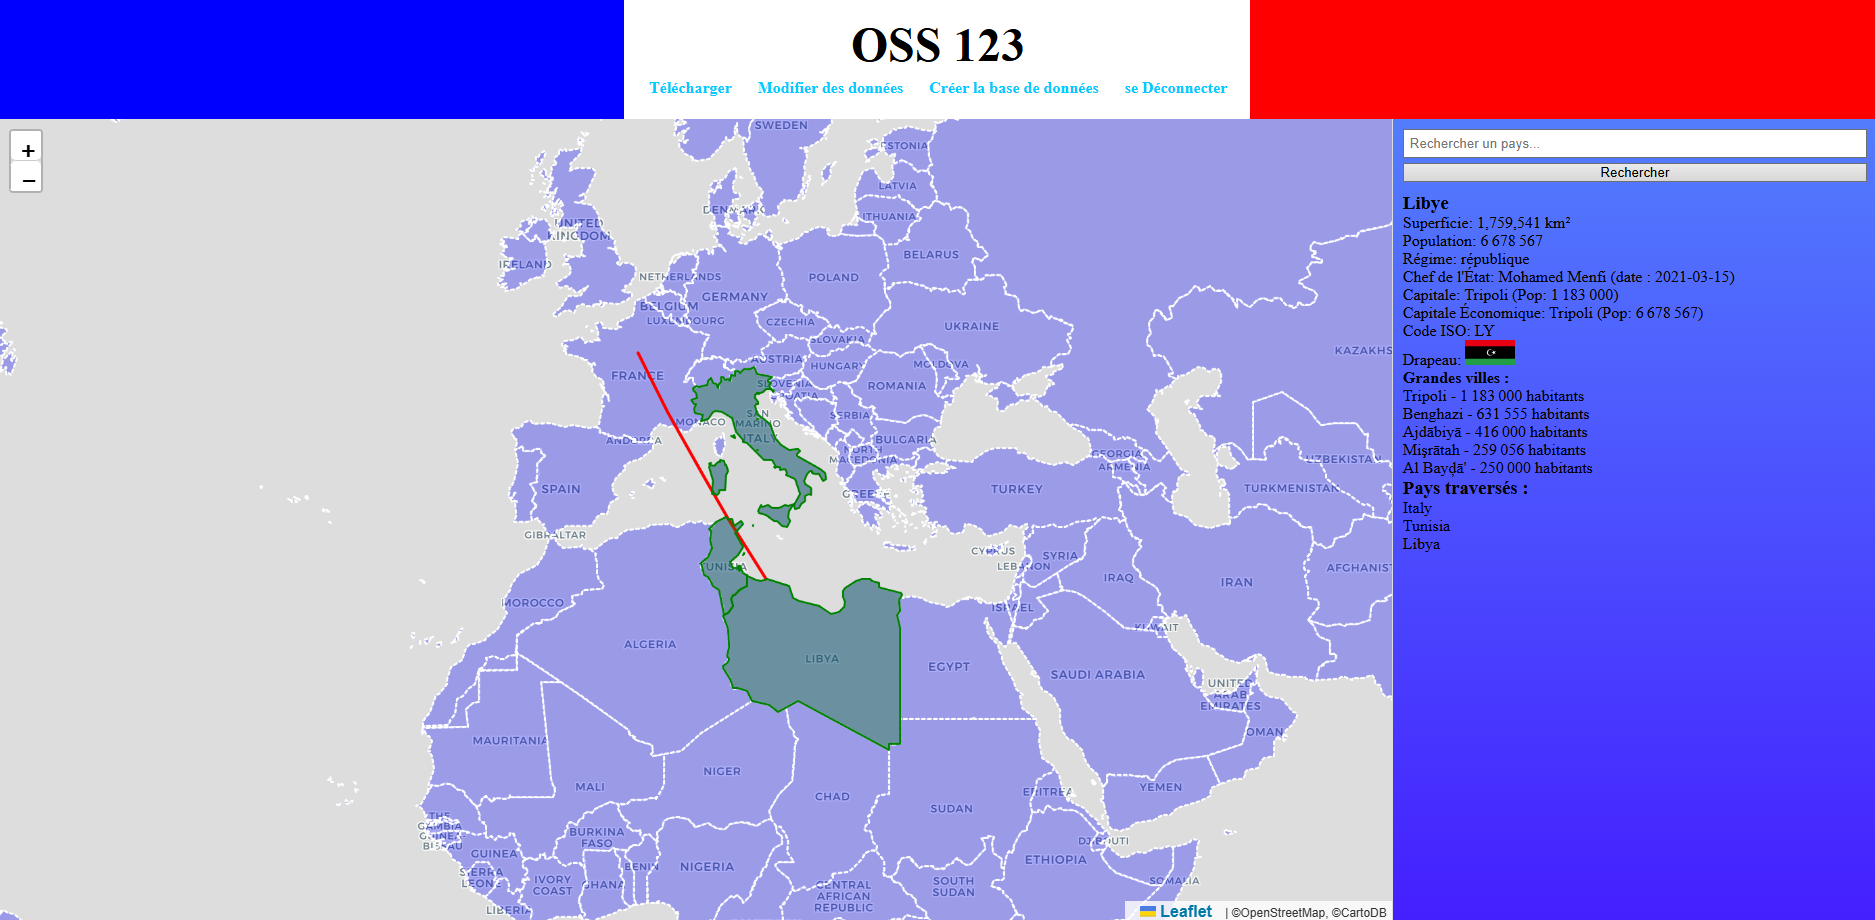 OSS 123
Télécharger Modifier des données Créer la base de données se Déconnecter
+
−
Rechercher un pays...
Rechercher
Libye
Superficie: 1,759,541 km²
Population: 6 678 567
Régime: république
Chef de l'État: Mohamed Menfi (date : 2021-03-15)
Capitale: Tripoli (Pop: 1 183 000)
Capitale Économique: Tripoli (Pop: 6 678 567)
Code ISO: LY
Drapeau:
Grandes villes :
Tripoli - 1 183 000 habitants
Benghazi - 631 555 habitants
Ajdābiyā - 416 000 habitants
Mişrātah - 259 056 habitants
Al Bayḑā' - 250 000 habitants
Pays traversés :
Italy
Tunisia
Libya
SWEDEN
ESTONIA
LATVIA
DENMARK
LITHUANIA
UNITED
KINGDOM
IRELAND
BELARUS
NETHERLANDS
POLAND
GERMANY
BELGIUM
LUXEMBOURG
CZECHIA
UKRAINE
SLOVAKIA
KAZAKHS
AUSTRIA
HUNGARY
MOLDOVA
FRANCE
SLOVENIA
CROATIA
ROMANIA
SAN
MARINO
MONACO
SERBIA
ITALY
ANDORRA
BULGARIA
NORTH
MACEDONIA
GEORGIA
ARMENIA
UZBEKISTAN
SPAIN
GREECE
TURKEY
TURKMENISTAN
GIBRALTAR
CYPRUS
SYRIA
LEBANON
TUNISIA
IRAQ
IRAN
AFGHANIST
MOROCCO
ISRAEL
KUWAIT
ALGERIA
LIBYA
EGYPT
SAUDI ARABIA
UNITED
ARAB
EMIRATES
OMAN
MAURITANIA
NIGER
MALI
CHAD
SUDAN
ERITREA
YEMEN
THE
GAMBIA
GUINEA-
BISSAU
BURKINA
FASO
DJIBOUTI
GUINEA
BENIN
NIGERIA
ETHIOPIA
SIERRA
LEONE
IVORY
COAST
GHANA
CENTRAL
AFRICAN
REPUBLIC
SOUTH
SUDAN
SOMALIA
LIBERIA
Leaflet | ©OpenStreetMap, ©CartoDB